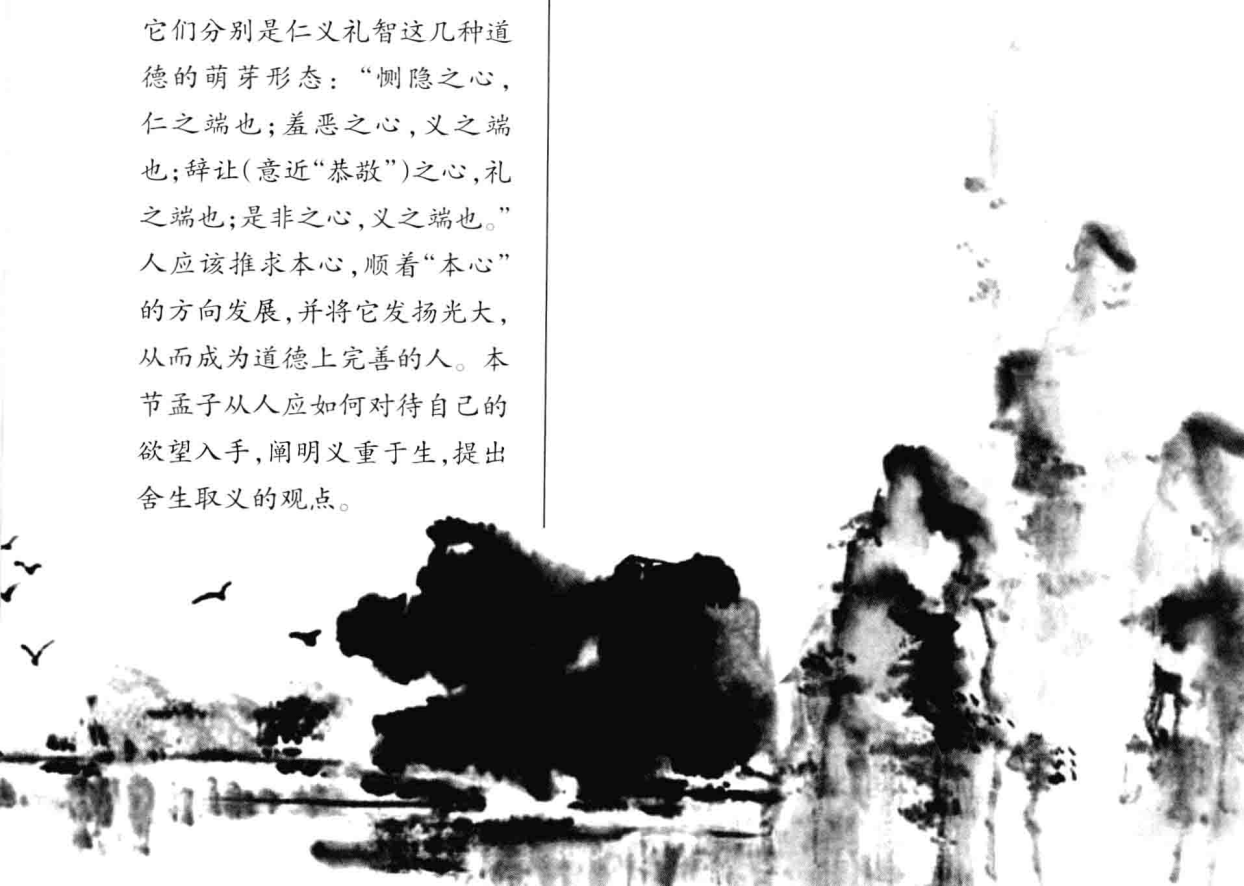 它们分别是仁义礼智这几种道
德的萌芽形态：“恻隐之心，
仁之端也；羞恶之心，义之端
也；辞让（意近“恭敬”）之心，礼
之端也；是非之心，义之端也。”
人应该推求本心，顺着“本心”
的方向发展，并将它发扬光大，
从而成为道德上完善的人。本
节孟子从人应如何对待自己的
欲望入手，阐明义重于生，提出
舍生取义的观点。